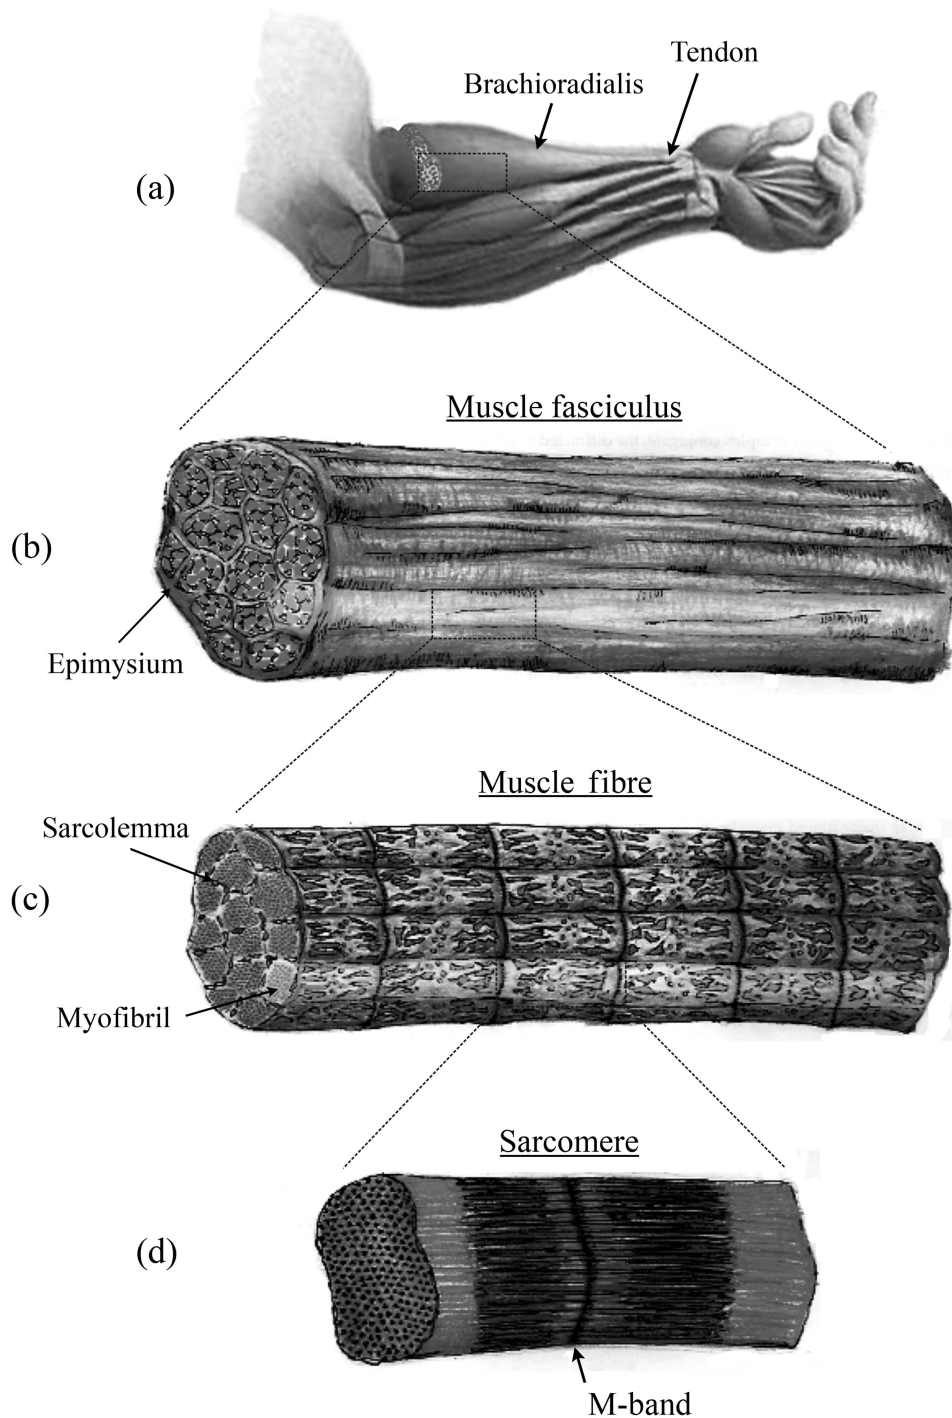 Tendon
Brachioradialis
(a)
Muscle fasciculus
(b)
Epimysium
Muscle fibre
Sarcolemma
(c)
Myofibril
Sarcomere
(d)
M-band